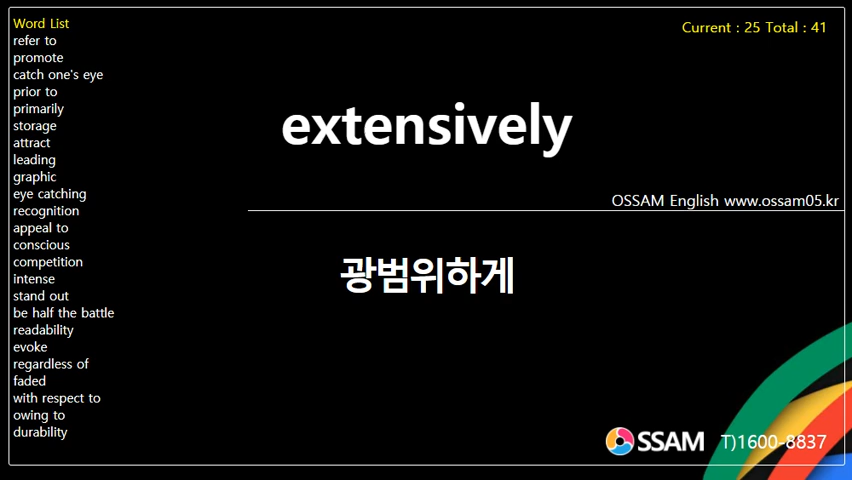 Word List
refer to
promote
catch one's eye
prior to
primarily
storage
attract
leading
graphic
eye catching
recognition
appeal to
conscious
competition
intense
stand out
be half the battle
readability
evoke
regardless of
faded
with respect to
owing to
durability
Current : 25 Total : 41
extensively
OSSAM English www.ossam05.kr
광범위하게
OSSAM T)1600-8837